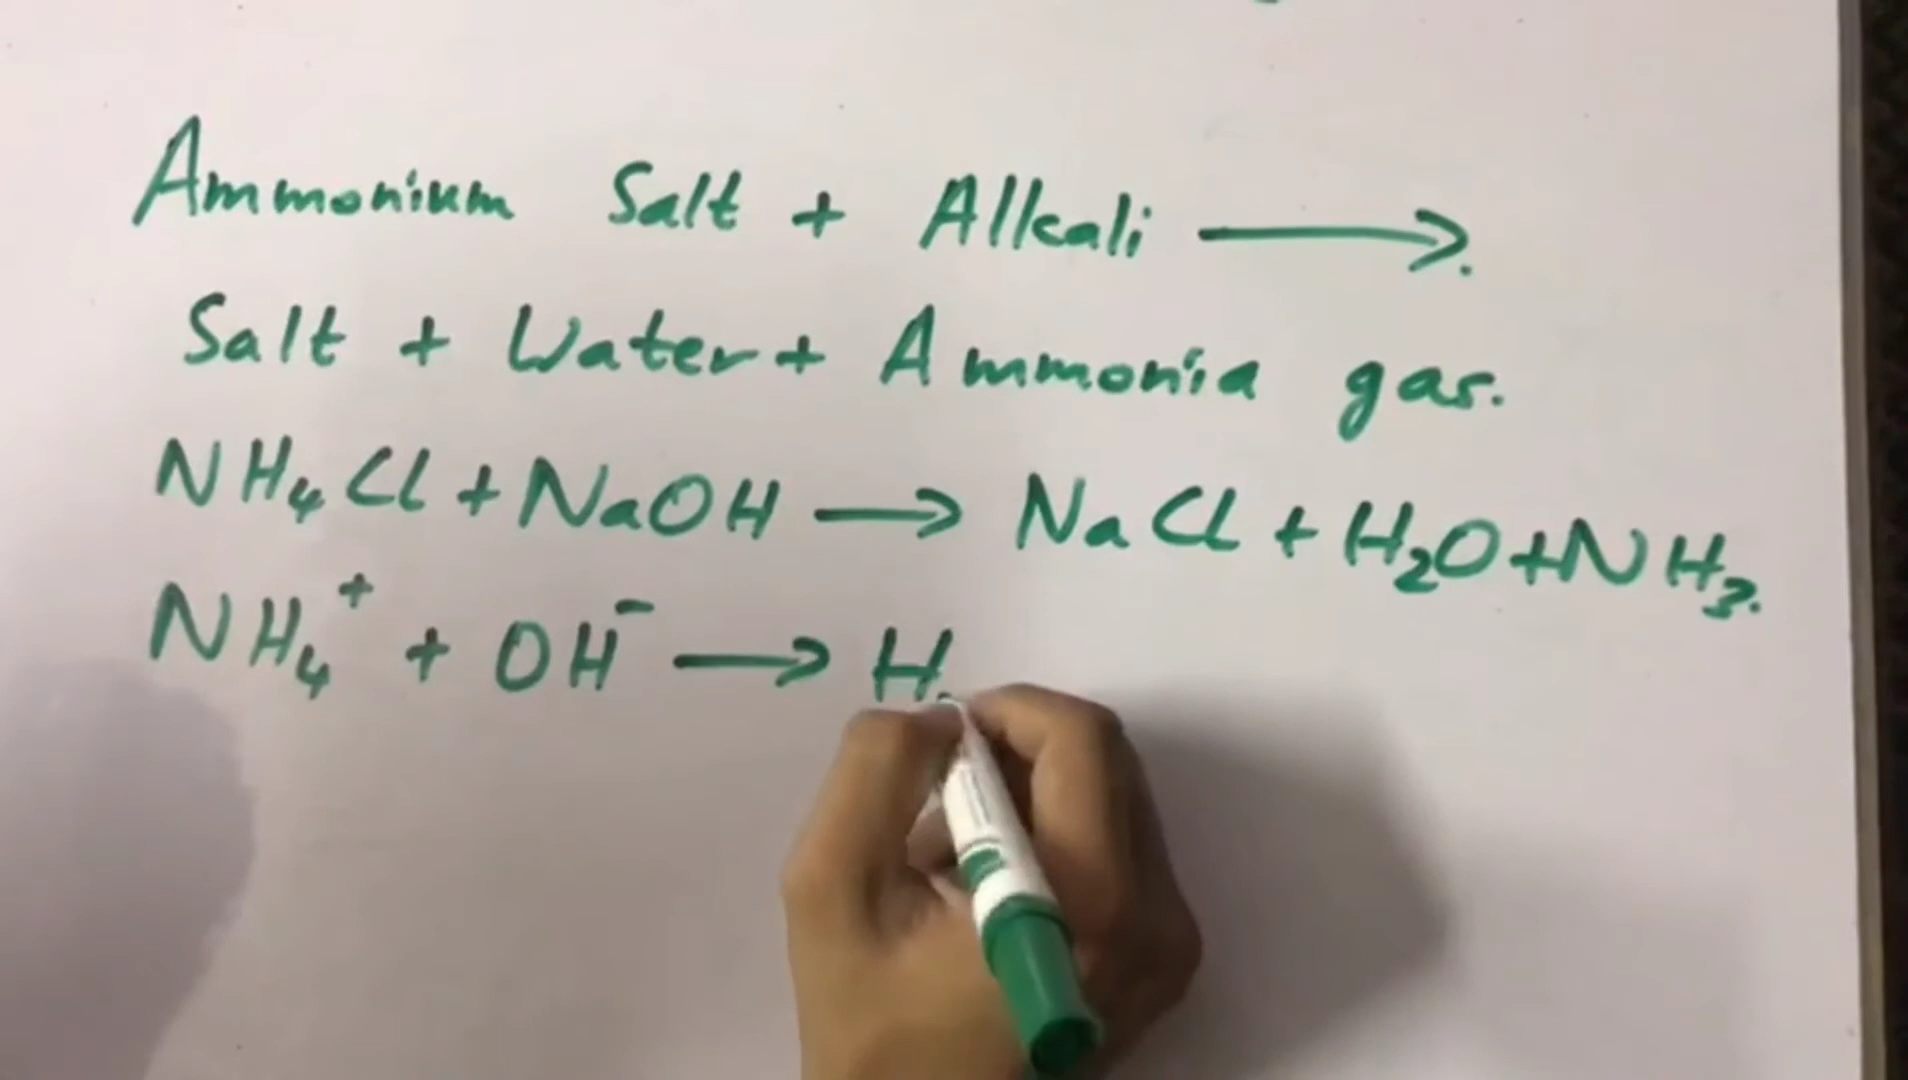 Ammonium Salt + Alkali ⟶.
Salt + Water + Ammonia gas.
NH₄Cl + NaOH ⟶ NaCl + H₂O + NH₃.
NH₄⁺ + OH⁻ ⟶ H